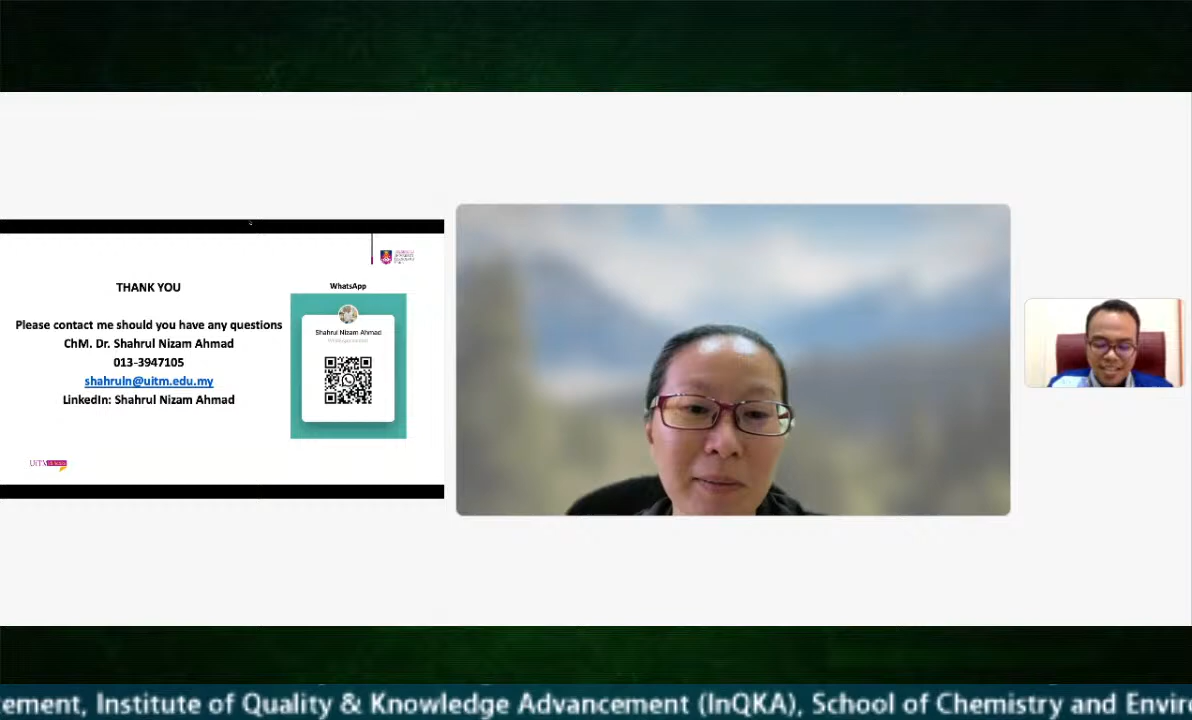 THANK YOU
Please contact me should you have any questions
ChM. Dr. Shahrul Nizam Ahmad
013-3947105
shahruln@uitm.edu.my
LinkedIn: Shahrul Nizam Ahmad
WhatsApp
Shahrul Nizam Ahmad
UiTM
ement, Institute of Quality & Knowledge Advancement (InQKA), School of Chemistry and Enviro